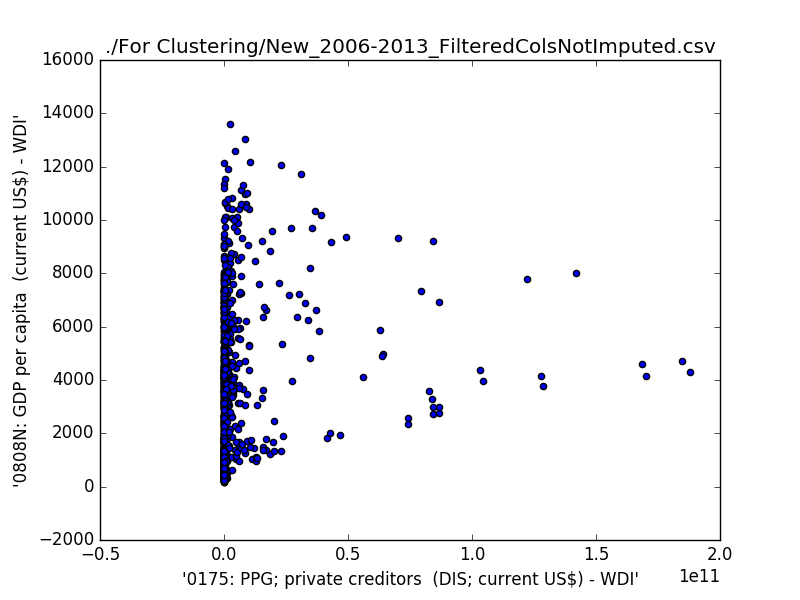 ./For Clustering/New_2006-2013_FilteredColsNotImputed.csv
16000
14000
12000
10000
8000
6000
4000
2000
0
−2000
'0808N: GDP per capita  (current US$) - WDI'
−0.5 0.0 0.5 1.0 1.5 2.0
1e11
'0175: PPG; private creditors  (DIS; current US$) - WDI'